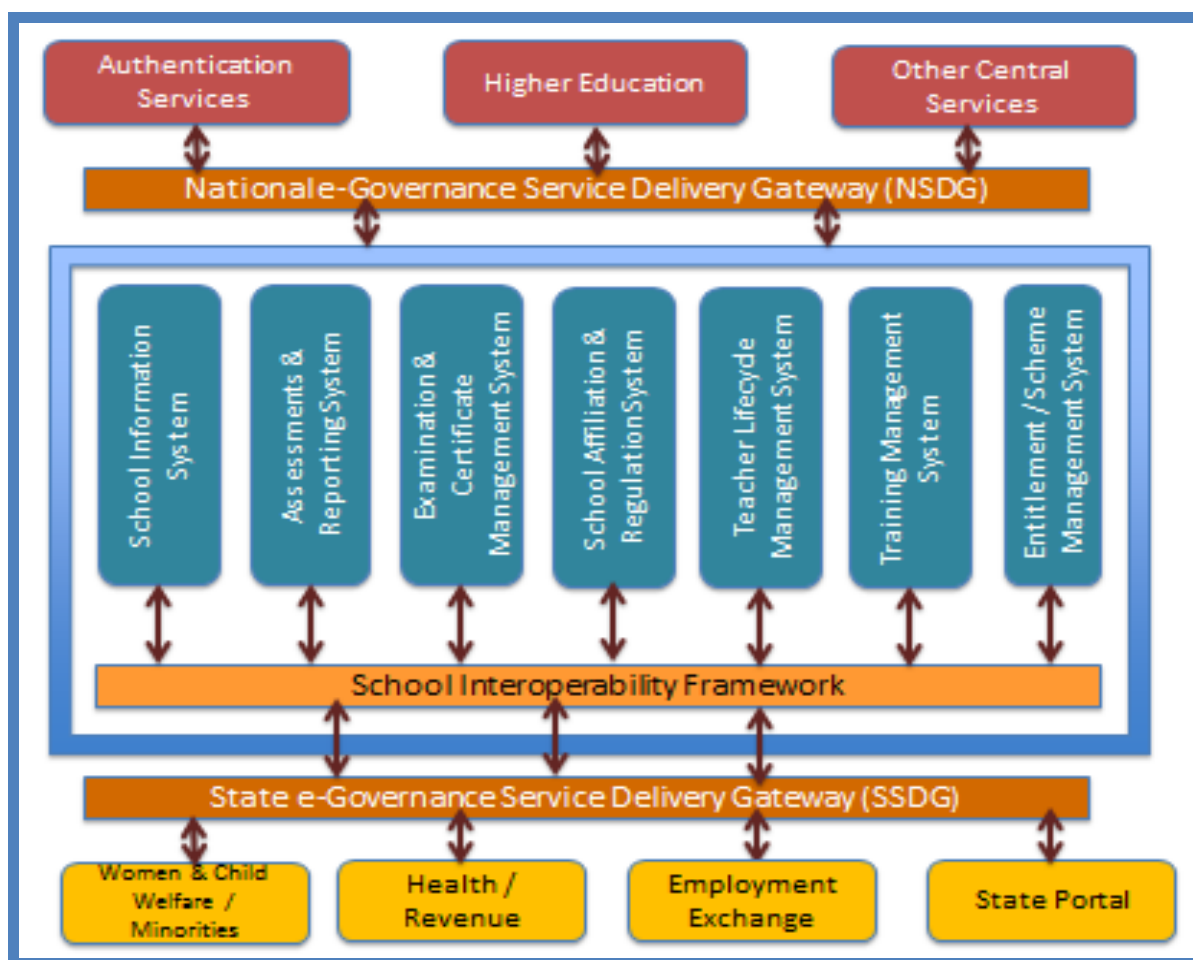 Authentication
Services
Higher Education
Other Central
Services
Nationale-Governance Service Delivery Gateway (NSDG)
School Information
System
Assessments &
Reporting System
Examination &
Certificate
Management System
School Affiliation &
Regulation System
Teacher Lifecycle
Management System
Training Management
System
Entitlement / Scheme
Management System
School Interoperability Framework
State e-Governance Service Delivery Gateway (SSDG)
Women & Child
Welfare /
Minorities
Health /
Revenue
Employment
Exchange
State Portal